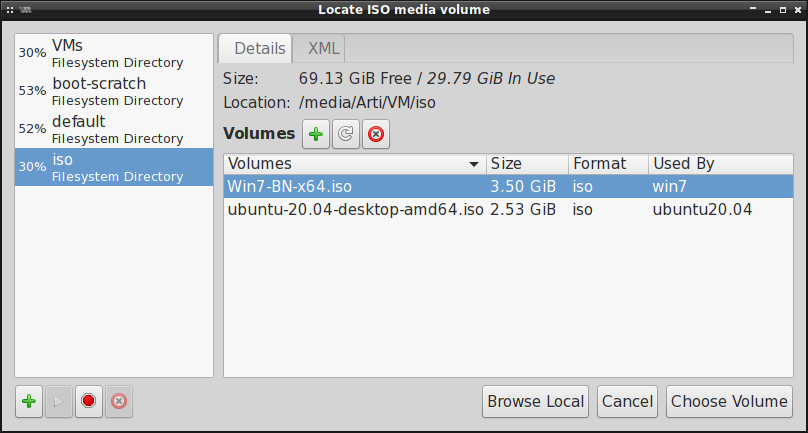 Locate ISO media volume
30% VMs
Filesystem Directory
53% boot-scratch
Filesystem Directory
52% default
Filesystem Directory
30% iso
Filesystem Directory
Details XML
Size: 69.13 GiB Free / 29.79 GiB In Use
Location: /media/Arti/VM/iso
Volumes
Volumes Size Format Used By
Win7-BN-x64.iso 3.50 GiB iso win7
ubuntu-20.04-desktop-amd64.iso 2.53 GiB iso ubuntu20.04
Browse Local Cancel Choose Volume